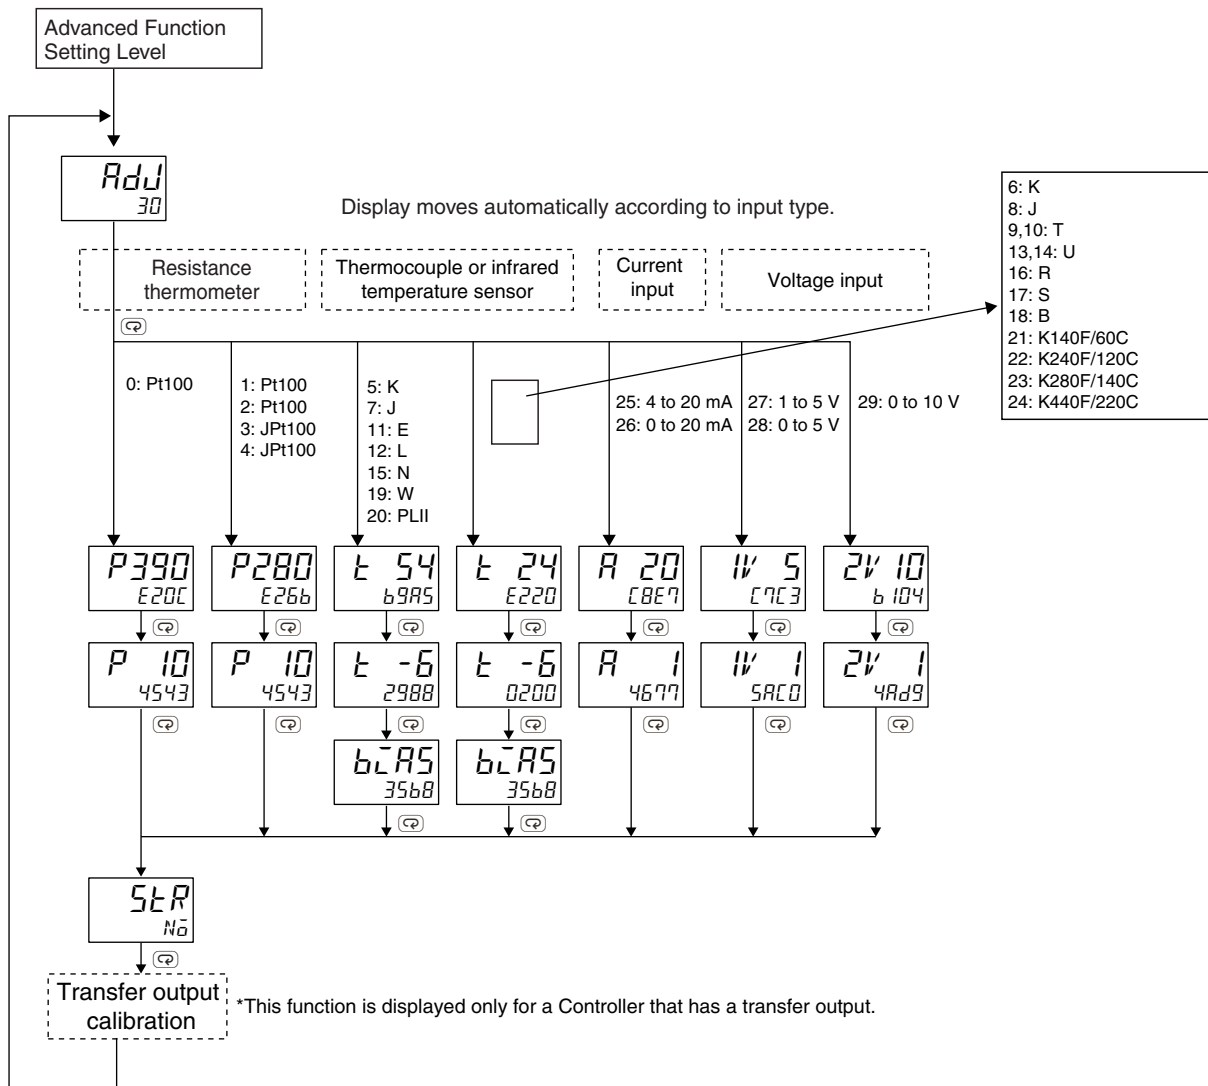 Advanced Function
Setting Level
AdJ
30
Display moves automatically according to input type.
6: K
8: J
9,10: T
13,14: U
16: R
17: S
18: B
21: K140F/60C
22: K240F/120C
23: K280F/140C
24: K440F/220C
Resistance
thermometer
Thermocouple or infrared
temperature sensor
Current
input
Voltage input
0: Pt100
1: Pt100
2: Pt100
3: JPt100
4: JPt100
5: K
7: J
11: E
12: L
15: N
19: W
20: PLII
25: 4 to 20 mA
26: 0 to 20 mA
27: 1 to 5 V
28: 0 to 5 V
29: 0 to 10 V
P390
E20C
P280
E26b
t 54
b9A5
t 24
E220
A 20
C8E7
1V 5
C7C3
2V 10
b104
P 10
4543
P 10
4543
t -6
2988
t -6
0200
A 1
4677
1V 1
5AC0
2V 1
4Ad9
biAS
35b8
biAS
35b8
StR
No
Transfer output
calibration
*This function is displayed only for a Controller that has a transfer output.